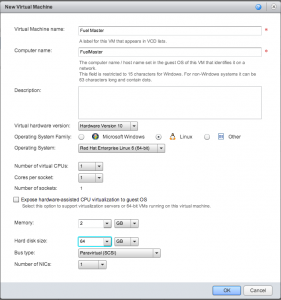 New Virtual Machine
Virtual Machine name: Fuel Master *
A label for this VM that appears in VCD lists.
Computer name: FuelMaster *
The computer name / host name set in the guest OS of this VM that identifies it on a
network.
This field is restricted to 15 characters for Windows. For non-Windows systems it can be
63 characters long and contain dots.
Description:
Virtual hardware version: Hardware Version 10
Operating System Family: Microsoft Windows Linux Other
Operating System: Red Hat Enterprise Linux 6 (64-bit)
Number of virtual CPUs: 1
Cores per socket: 1
Number of sockets: 1
Expose hardware-assisted CPU virtualization to guest OS
Select this option to support virtualization servers or 64-bit VMs running on this virtual machine.
Memory: 2 GB
Hard disk size: 64 GB
Bus type: Paravirtual (SCSI)
Number of NICs: 1
OK Cancel